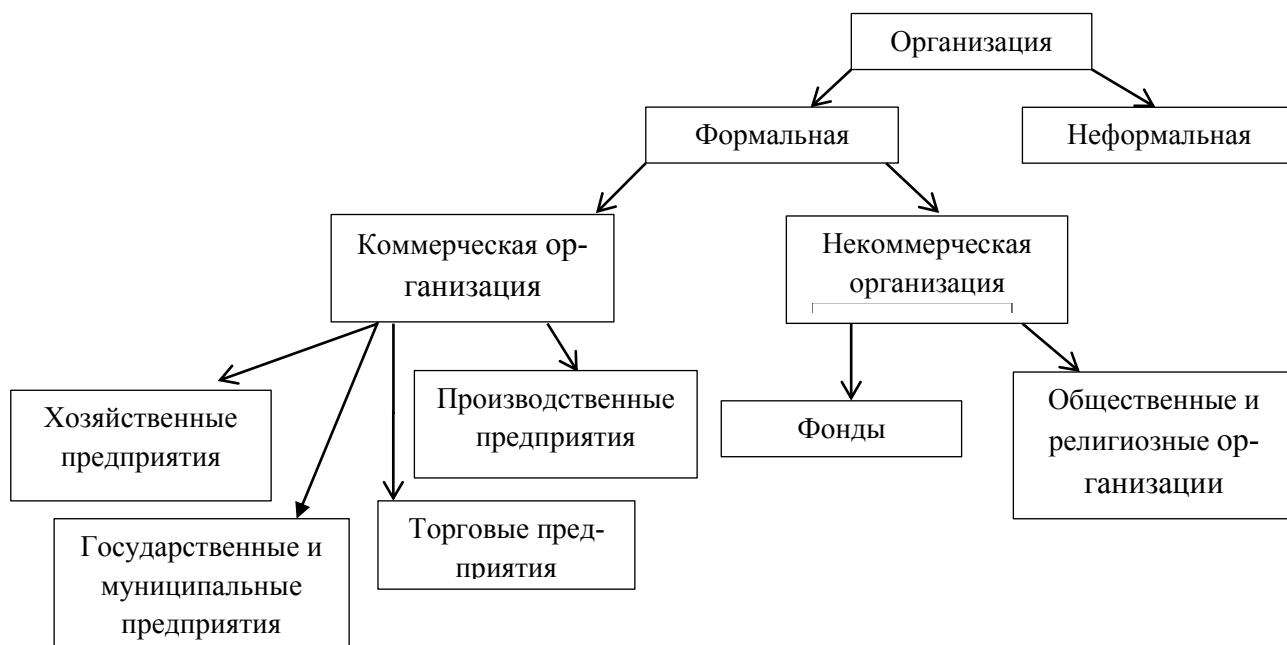 Организация
Формальная
Неформальная
Коммерческая ор-
ганизация
Некоммерческая
организация
Хозяйственные
предприятия
Производственные
предприятия
Фонды
Общественные и
религиозные ор-
ганизации
Государственные и
муниципальные
предприятия
Торговые пред-
приятия